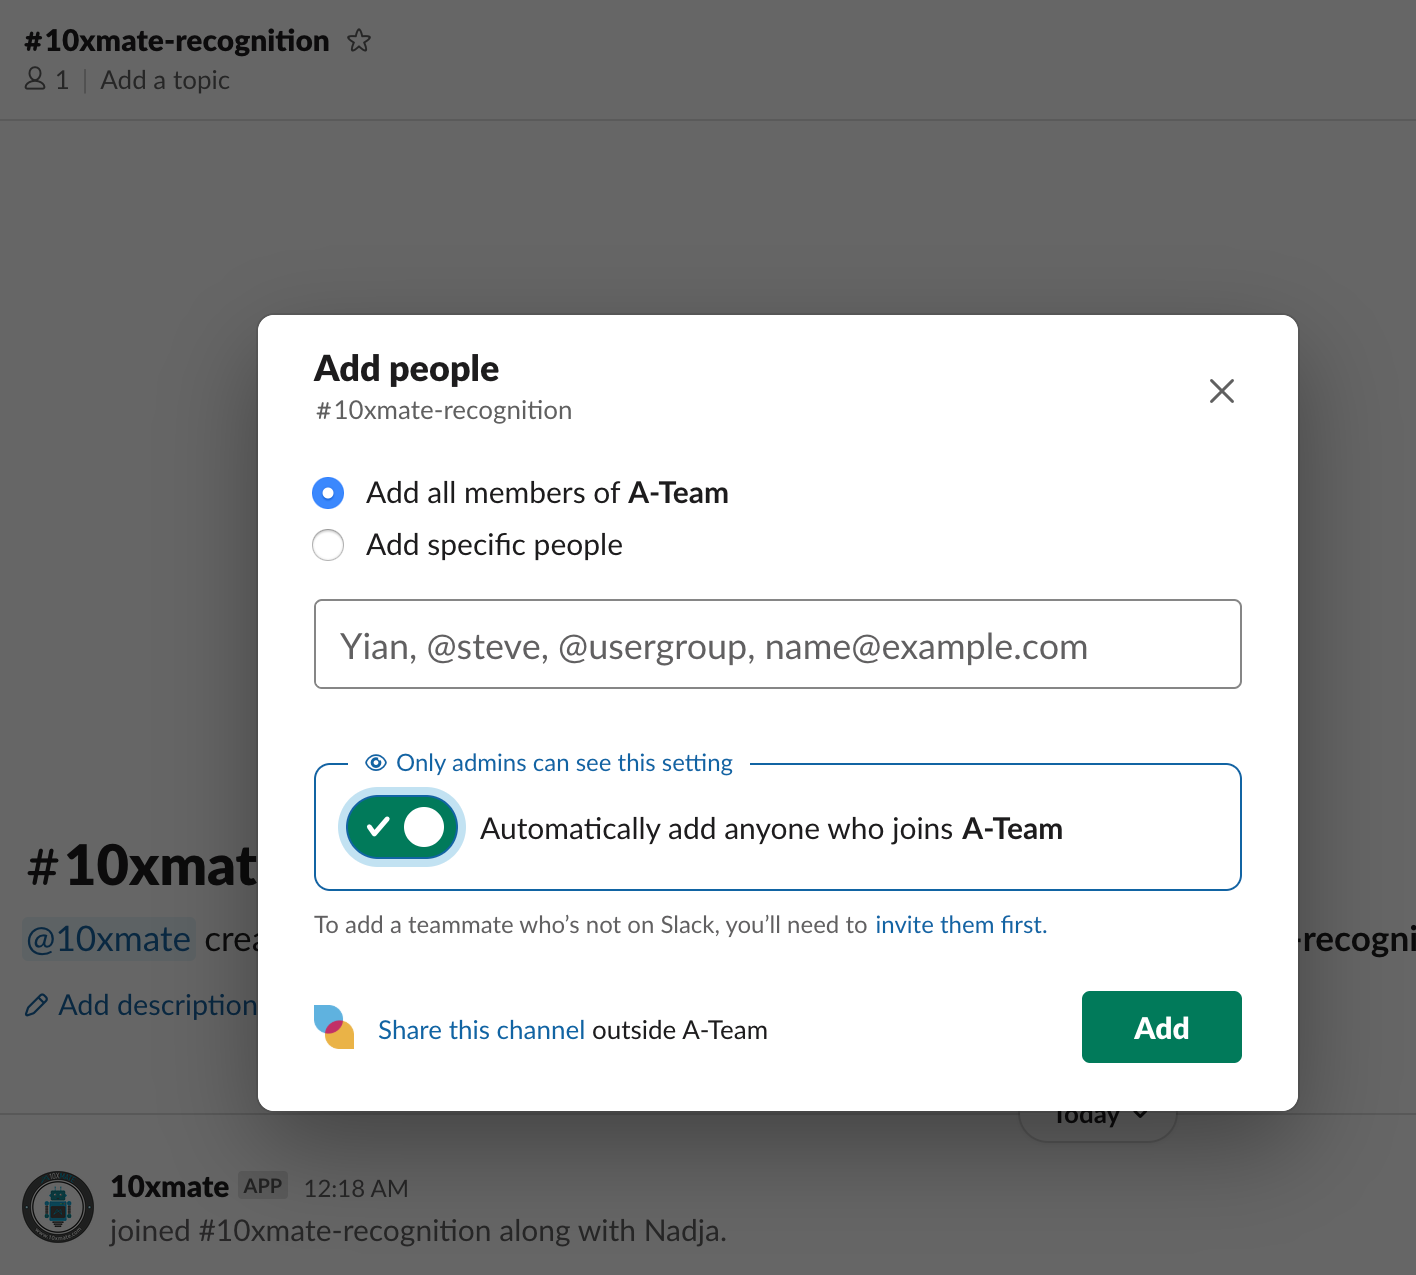 #10xmate-recognition
1 | Add a topic
Add people
#10xmate-recognition
Add all members of A-Team
Add specific people
Yian, @steve, @usergroup, name@example.com
Only admins can see this setting
Automatically add anyone who joins A-Team
#10xmat
@10xmate crea
-recogni
To add a teammate who’s not on Slack, you’ll need to invite them first.
Add description
Share this channel outside A-Team
Add
Today
10xmate APP 12:18 AM
joined #10xmate-recognition along with Nadja.